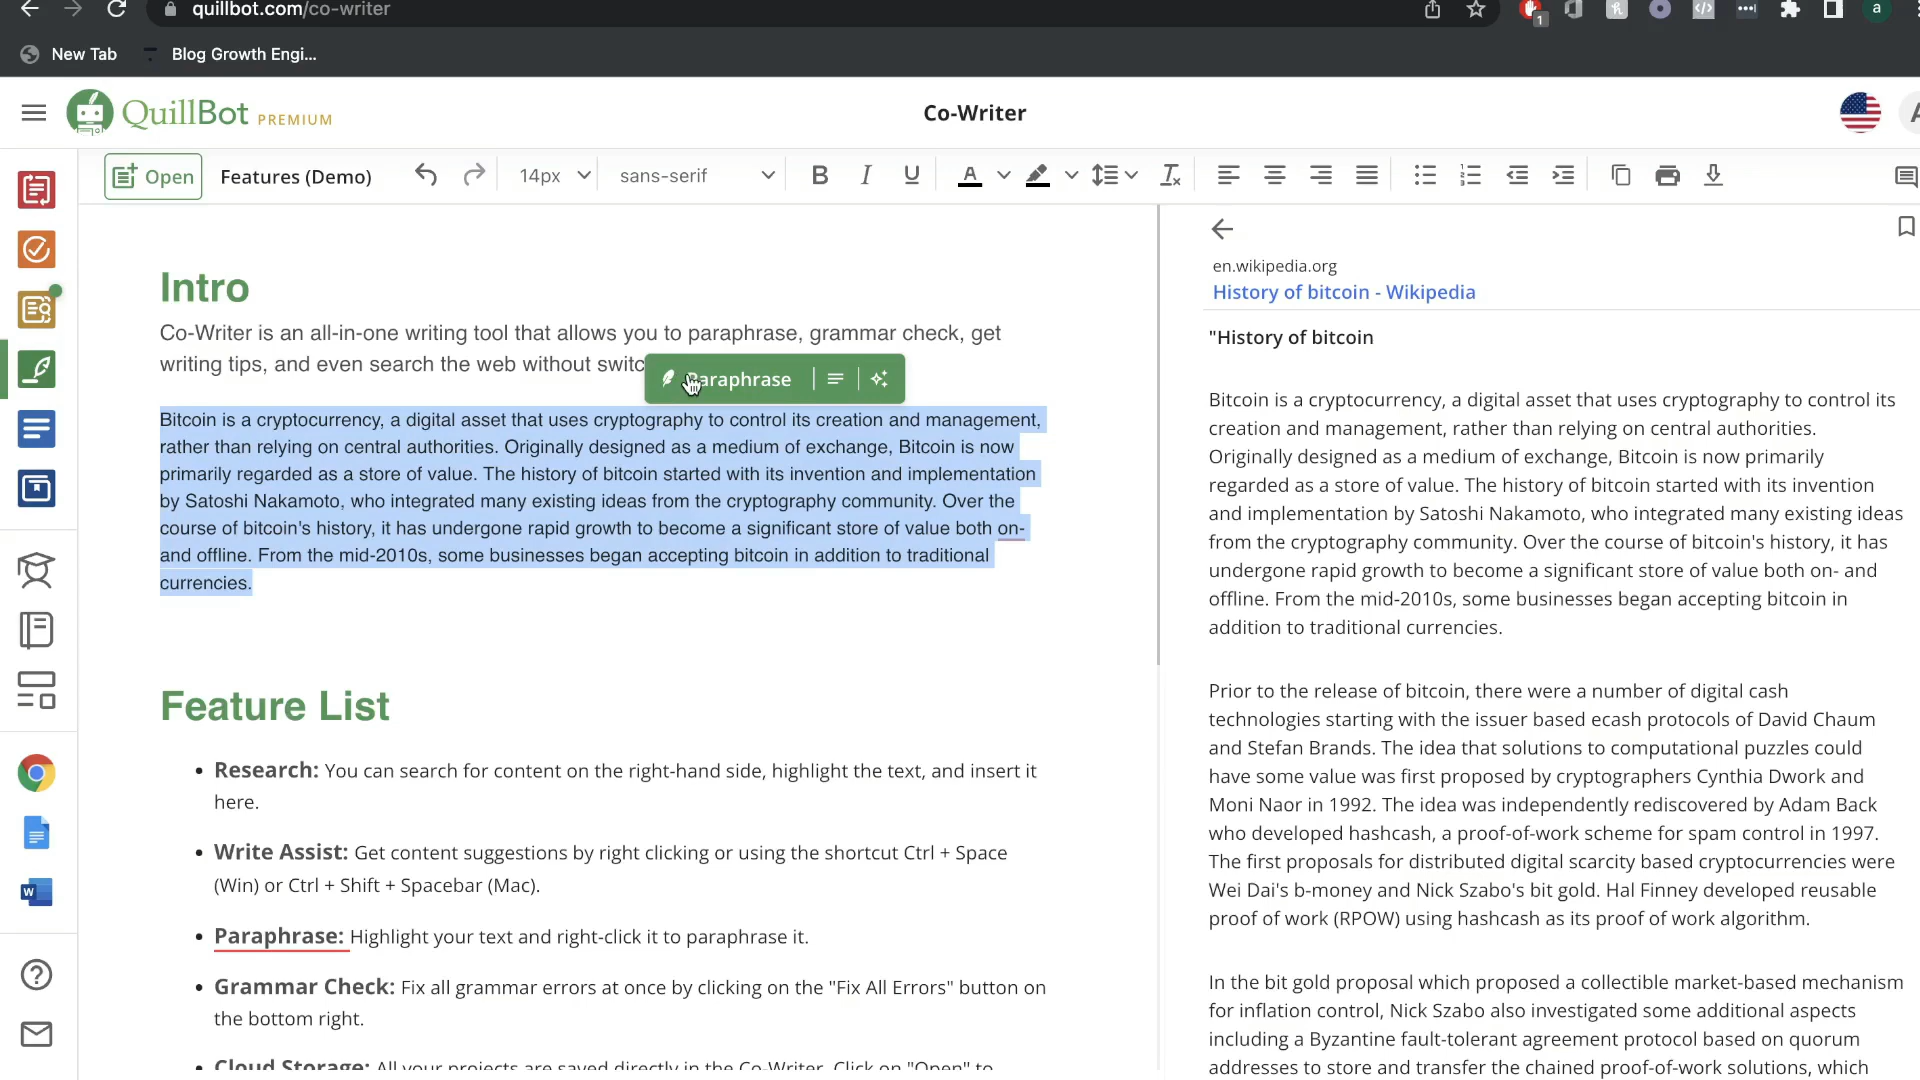 quillbot.com/co-writer
1
a
New Tab
Blog Growth Engi...
QuillBot PREMIUM
Co-Writer
A
Open
Features (Demo)
14px
sans-serif
B
I
U
A
Intro
Co-Writer is an all-in-one writing tool that allows you to paraphrase, grammar check, get
writing tips, and even search the web without switc
Paraphrase
Bitcoin is a cryptocurrency, a digital asset that uses cryptography to control its creation and management,
rather than relying on central authorities. Originally designed as a medium of exchange, Bitcoin is now
primarily regarded as a store of value. The history of bitcoin started with its invention and implementation
by Satoshi Nakamoto, who integrated many existing ideas from the cryptography community. Over the
course of bitcoin's history, it has undergone rapid growth to become a significant store of value both on-
and offline. From the mid-2010s, some businesses began accepting bitcoin in addition to traditional
currencies.
Feature List
• Research: You can search for content on the right-hand side, highlight the text, and insert it
here.
• Write Assist: Get content suggestions by right clicking or using the shortcut Ctrl + Space
(Win) or Ctrl + Shift + Spacebar (Mac).
• Paraphrase: Highlight your text and right-click it to paraphrase it.
• Grammar Check: Fix all grammar errors at once by clicking on the "Fix All Errors" button on
the bottom right.
• Cloud Storage: All your projects are saved directly in the Co-Writer. Click on "Open" to
en.wikipedia.org
History of bitcoin - Wikipedia
"History of bitcoin
Bitcoin is a cryptocurrency, a digital asset that uses cryptography to control its
creation and management, rather than relying on central authorities.
Originally designed as a medium of exchange, Bitcoin is now primarily
regarded as a store of value. The history of bitcoin started with its invention
and implementation by Satoshi Nakamoto, who integrated many existing ideas
from the cryptography community. Over the course of bitcoin's history, it has
undergone rapid growth to become a significant store of value both on- and
offline. From the mid-2010s, some businesses began accepting bitcoin in
addition to traditional currencies.
Prior to the release of bitcoin, there were a number of digital cash
technologies starting with the issuer based ecash protocols of David Chaum
and Stefan Brands. The idea that solutions to computational puzzles could
have some value was first proposed by cryptographers Cynthia Dwork and
Moni Naor in 1992. The idea was independently rediscovered by Adam Back
who developed hashcash, a proof-of-work scheme for spam control in 1997.
The first proposals for distributed digital scarcity based cryptocurrencies were
Wei Dai's b-money and Nick Szabo's bit gold. Hal Finney developed reusable
proof of work (RPOW) using hashcash as its proof of work algorithm.
In the bit gold proposal which proposed a collectible market-based mechanism
for inflation control, Nick Szabo also investigated some additional aspects
including a Byzantine fault-tolerant agreement protocol based on quorum
addresses to store and transfer the chained proof-of-work solutions, which